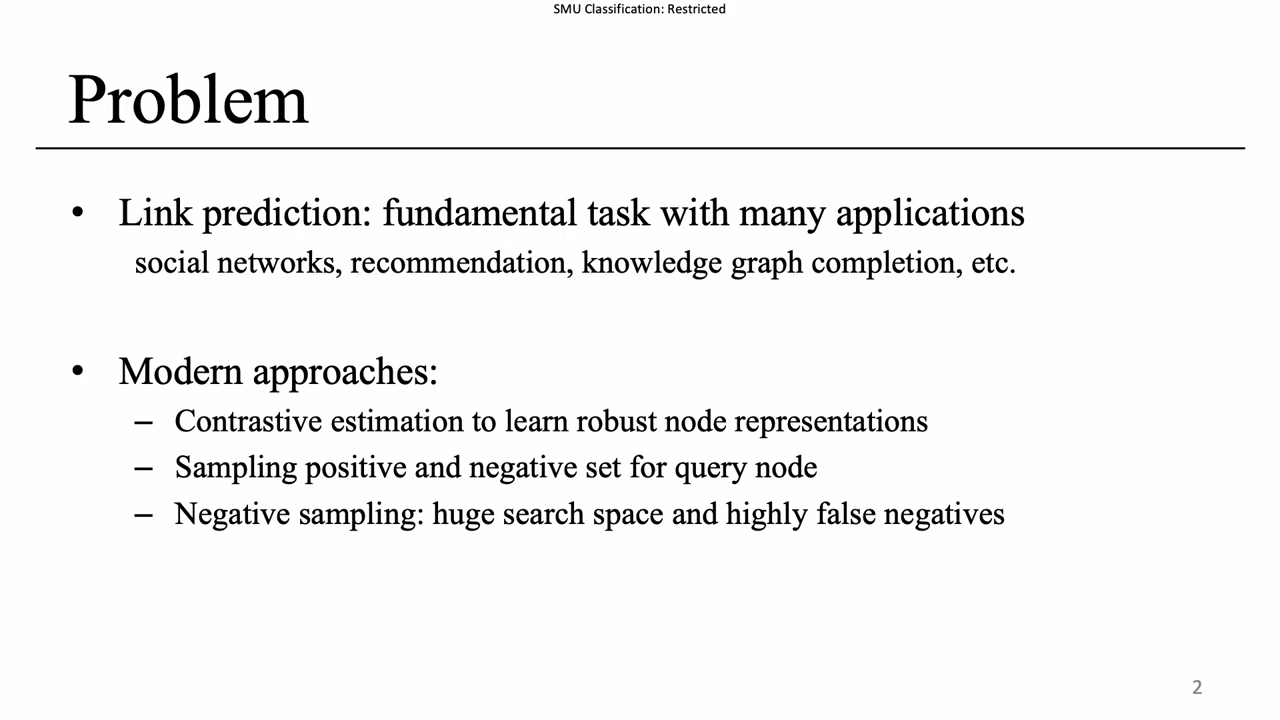 SMU Classification: Restricted
Problem
• Link prediction: fundamental task with many applications
social networks, recommendation, knowledge graph completion, etc.
• Modern approaches:
– Contrastive estimation to learn robust node representations
– Sampling positive and negative set for query node
– Negative sampling: huge search space and highly false negatives
2